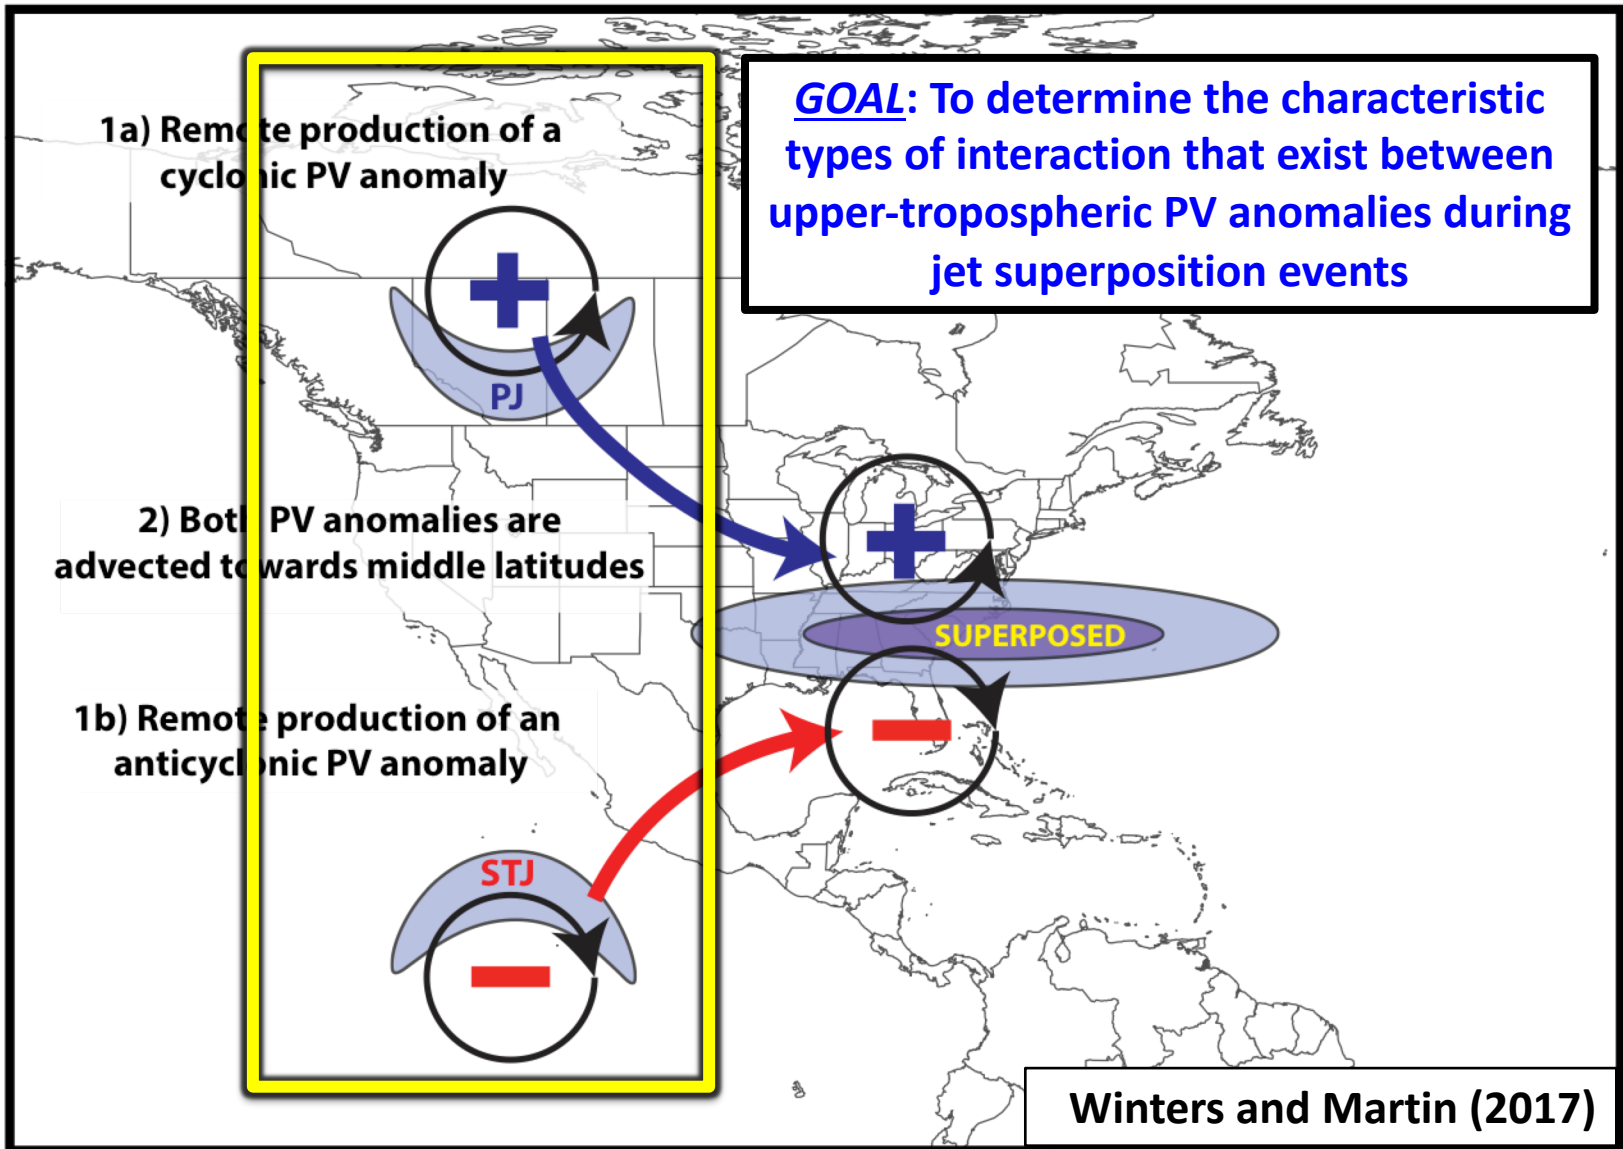 GOAL: To determine the characteristic
types of interaction that exist between
upper-tropospheric PV anomalies during
jet superposition events
1a) Remote production of a
cyclonic PV anomaly
PJ
2) Both PV anomalies are
advected towards middle latitudes
SUPERPOSED
1b) Remote production of an
anticyclonic PV anomaly
STJ
Winters and Martin (2017)